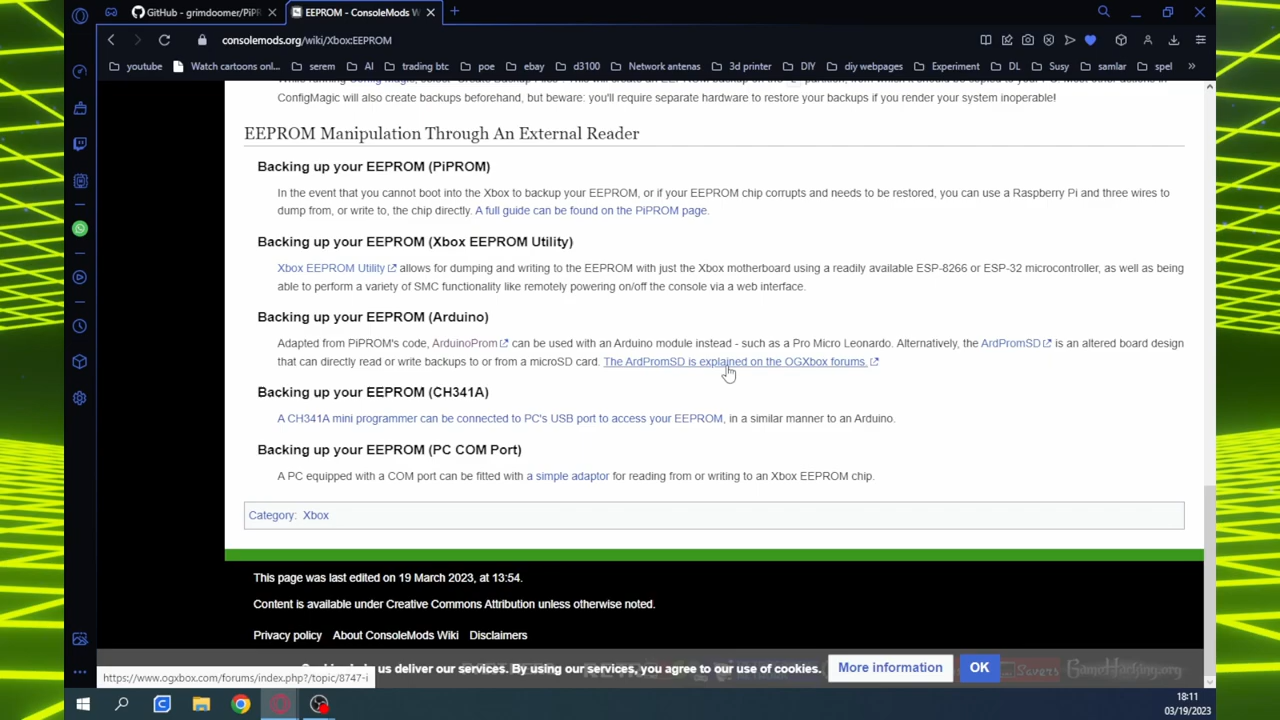 GitHub - grimdoomer/PiPR
EEPROM - ConsoleMods W
consolemods.org/wiki/Xbox:EEPROM
youtube
Watch cartoons onl...
serem
AI
trading btc
poe
ebay
d3100
Network antenas
3d printer
DIY
diy webpages
Experiment
DL
Susy
samlar
spel
ConfigMagic will also create backups beforehand, but beware: you'll require separate hardware to restore your backups if you render your system inoperable!
EEPROM Manipulation Through An External Reader
Backing up your EEPROM (PiPROM)
In the event that you cannot boot into the Xbox to backup your EEPROM, or if your EEPROM chip corrupts and needs to be restored, you can use a Raspberry Pi and three wires to
dump from, or write to, the chip directly. A full guide can be found on the PiPROM page.
Backing up your EEPROM (Xbox EEPROM Utility)
Xbox EEPROM Utility allows for dumping and writing to the EEPROM with just the Xbox motherboard using a readily available ESP-8266 or ESP-32 microcontroller, as well as being
able to perform a variety of SMC functionality like remotely powering on/off the console via a web interface.
Backing up your EEPROM (Arduino)
Adapted from PiPROM's code, ArduinoProm can be used with an Arduino module instead - such as a Pro Micro Leonardo. Alternatively, the ArdPromSD is an altered board design
that can directly read or write backups to or from a microSD card. The ArdPromSD is explained on the OGXbox forums.
Backing up your EEPROM (CH341A)
A CH341A mini programmer can be connected to PC's USB port to access your EEPROM, in a similar manner to an Arduino.
Backing up your EEPROM (PC COM Port)
A PC equipped with a COM port can be fitted with a simple adaptor for reading from or writing to an Xbox EEPROM chip.
Category: Xbox
This page was last edited on 19 March 2023, at 13:54.
Content is available under Creative Commons Attribution unless otherwise noted.
Privacy policy About ConsoleMods Wiki Disclaimers
us deliver our services. By using our services, you agree to our use of cookies.
More information
OK
GameHacking.org
https://www.ogxbox.com/forums/index.php?/topic/8747-i
18:11
03/19/2023